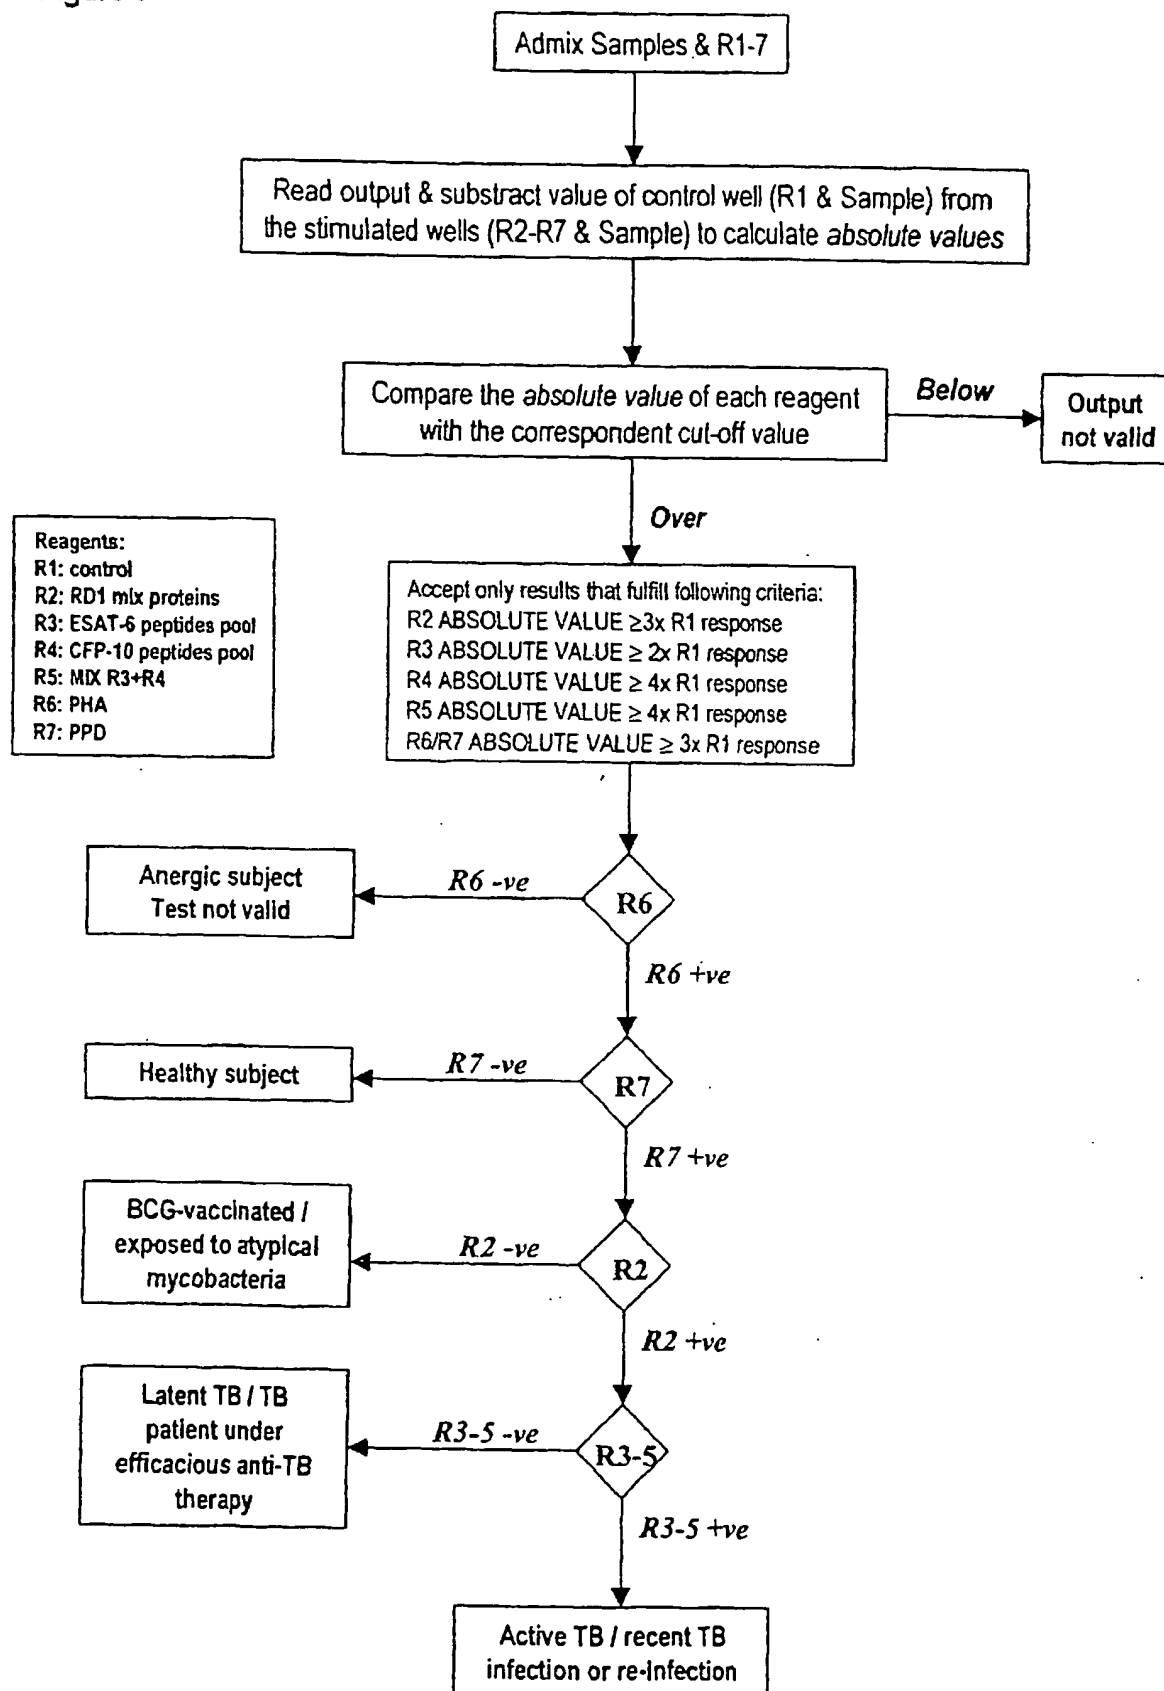 Admix Samples & R1-7
Read output & substract value of control well (R1 & Sample) from
the stimulated wells (R2-R7 & Sample) to calculate absolute values
Compare the absolute value of each reagent
with the correspondent cut-off value
Below
Output
not valid
Over
Reagents:
R1: control
R2: RD1 mix proteins
R3: ESAT-6 peptides pool
R4: CFP-10 peptides pool
R5: MIX R3+R4
R6: PHA
R7: PPD
Accept only results that fulfill following criteria:
R2 ABSOLUTE VALUE ≥3x R1 response
R3 ABSOLUTE VALUE ≥ 2x R1 response
R4 ABSOLUTE VALUE ≥ 4x R1 response
R5 ABSOLUTE VALUE ≥ 4x R1 response
R6/R7 ABSOLUTE VALUE ≥ 3x R1 response
Anergic subject
Test not valid
R6 -ve
R6
R6 +ve
Healthy subject
R7 -ve
R7
R7 +ve
BCG-vaccinated /
exposed to atypical
mycobacteria
R2 -ve
R2
R2 +ve
Latent TB / TB
patient under
efficacious anti-TB
therapy
R3-5 -ve
R3-5
R3-5 +ve
Active TB / recent TB
infection or re-infection